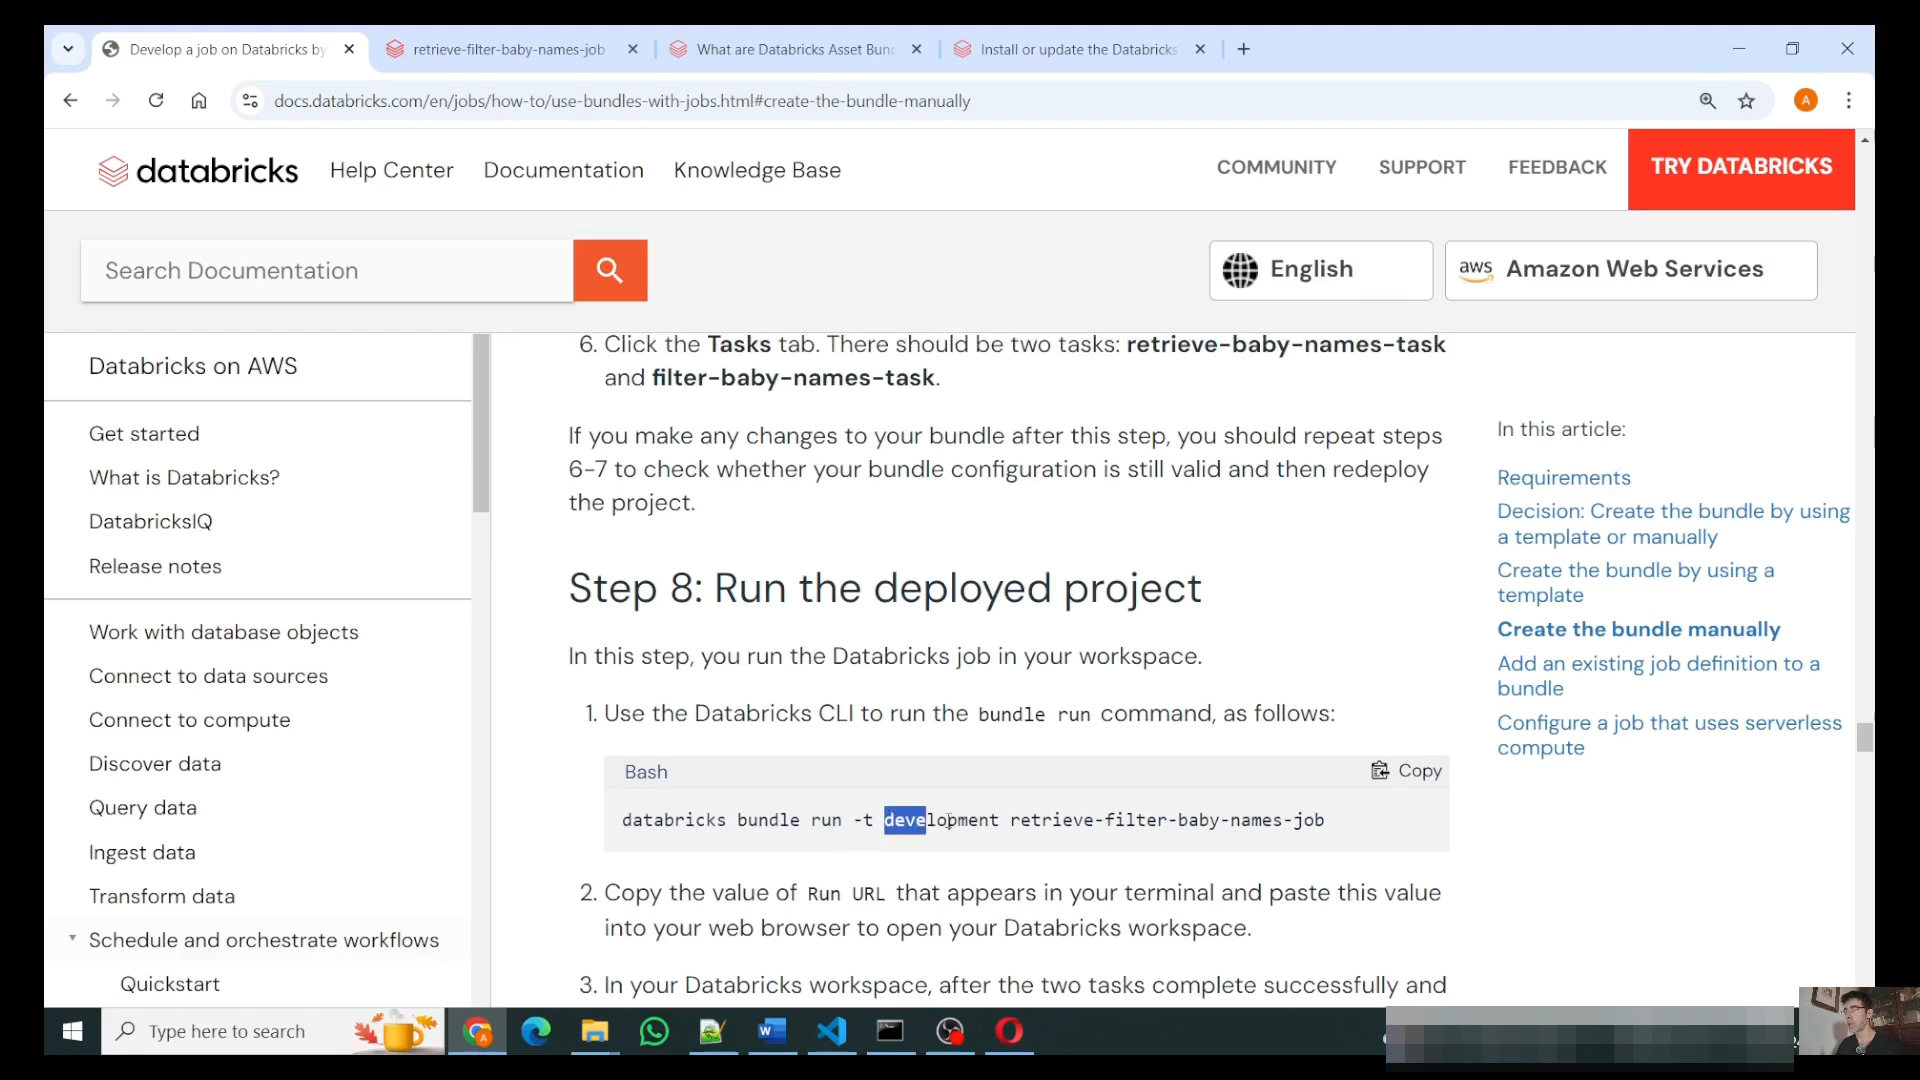 Develop a job on Databricks by
retrieve-filter-baby-names-job
What are Databricks Asset Bun
Install or update the Databricks
docs.databricks.com/en/jobs/how-to/use-bundles-with-jobs.html#create-the-bundle-manually
A
databricks
Help Center
Documentation
Knowledge Base
COMMUNITY
SUPPORT
FEEDBACK
TRY DATABRICKS
Search Documentation
English
aws
Amazon Web Services
Databricks on AWS
Get started
What is Databricks?
DatabricksIQ
Release notes
Work with database objects
Connect to data sources
Connect to compute
Discover data
Query data
Ingest data
Transform data
Schedule and orchestrate workflows
Quickstart
6. Click the Tasks tab. There should be two tasks: retrieve-baby-names-task
and filter-baby-names-task.
If you make any changes to your bundle after this step, you should repeat steps
6-7 to check whether your bundle configuration is still valid and then redeploy
the project.
Step 8: Run the deployed project
In this step, you run the Databricks job in your workspace.
1. Use the Databricks CLI to run the bundle run command, as follows:
Bash
Copy
databricks bundle run -t development retrieve-filter-baby-names-job
2. Copy the value of Run URL that appears in your terminal and paste this value
into your web browser to open your Databricks workspace.
3. In your Databricks workspace, after the two tasks complete successfully and
In this article:
Requirements
Decision: Create the bundle by using
a template or manually
Create the bundle by using a
template
Create the bundle manually
Add an existing job definition to a
bundle
Configure a job that uses serverless
compute
Type here to search